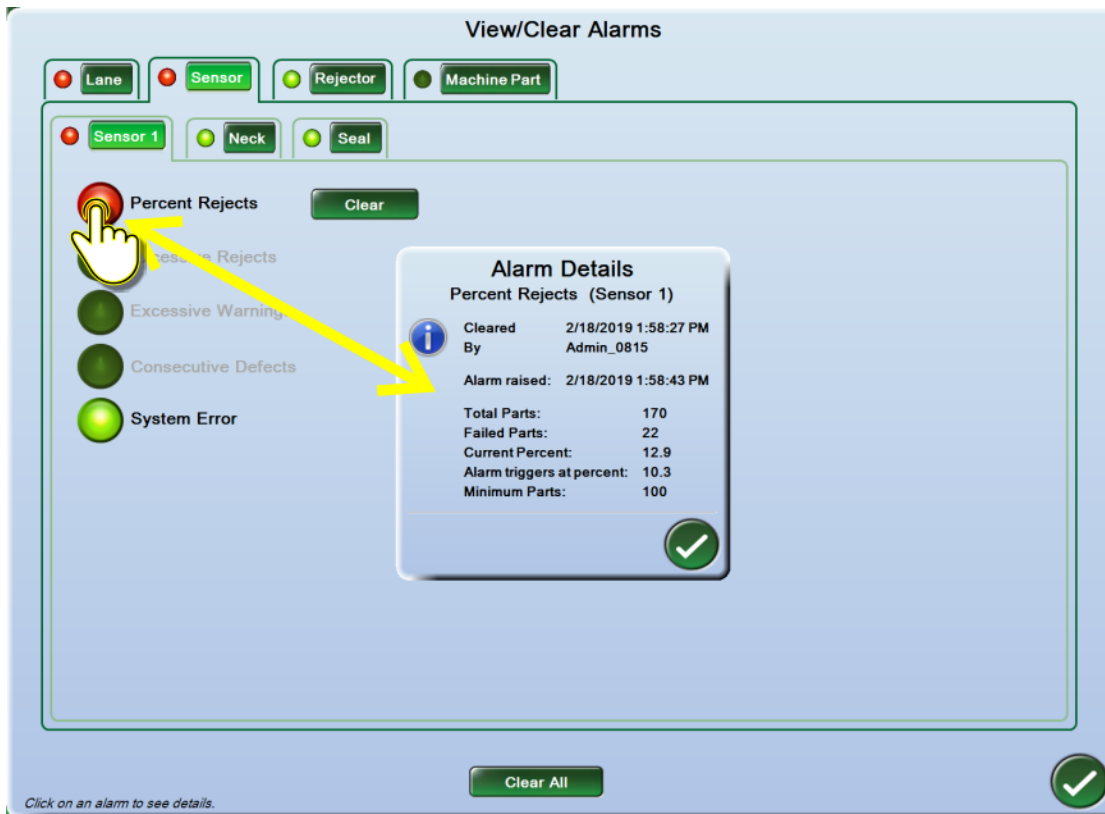 View/Clear Alarms
Lane Sensor Rejector Machine Part
Sensor 1 Neck Seal
Percent Rejects Clear
Rejects
Excessive Warning
Consecutive Defects
System Error
Alarm Details
Percent Rejects (Sensor 1)
Cleared 2/18/2019 1:58:27 PM
By Admin_0815
Alarm raised: 2/18/2019 1:58:43 PM
Total Parts: 170
Failed Parts: 22
Current Percent: 12.9
Alarm triggers at percent: 10.3
Minimum Parts: 100
Clear All
Click on an alarm to see details.